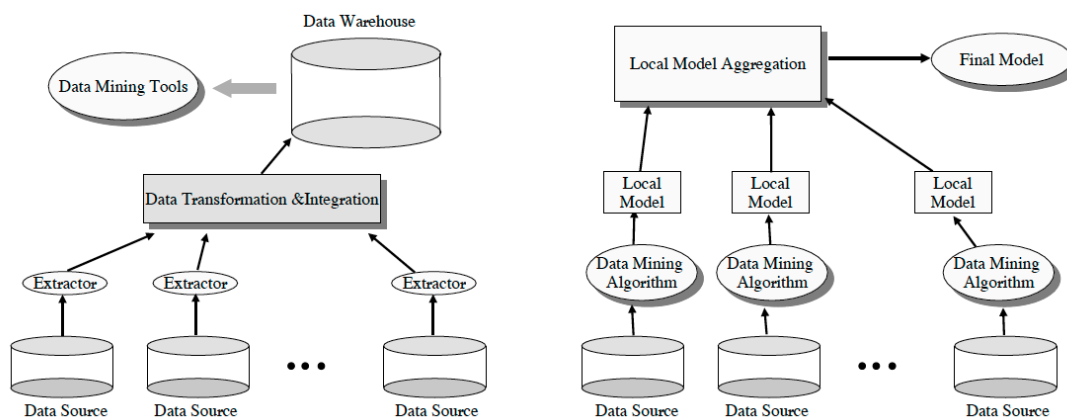 Data Warehouse
Data Mining Tools
Data Transformation &Integration
Extractor
Extractor
Extractor
Data Source
Data Source
Data Source
Local Model Aggregation
Final Model
Local
Model
Local
Model
Local
Model
Data Mining
Algorithm
Data Mining
Algorithm
Data Mining
Algorithm
Data Source
Data Source
Data Source